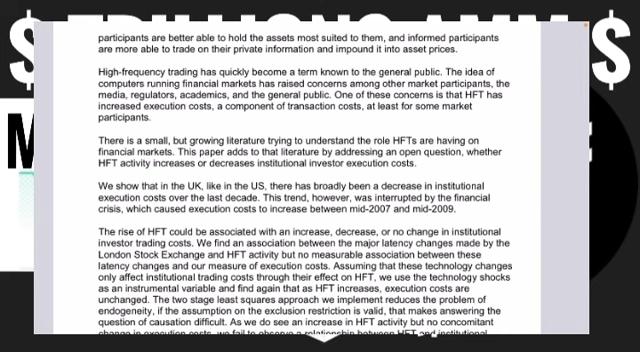 $ TRILLIONS $
participants are better able to hold the assets most suited to them, and informed participants
are more able to trade on their private information and impound it into asset prices.
High-frequency trading has quickly become a term known to the general public. The idea of
computers running financial markets has raised concerns among other market participants, the
media, regulators, academics, and the general public. One of these concerns is that HFT has
increased execution costs, a component of transaction costs, at least for some market
participants.
There is a small, but growing literature trying to understand the role HFTs are having on
financial markets. This paper adds to that literature by addressing an open question, whether
HFT activity increases or decreases institutional investor execution costs.
We show that in the UK, like in the US, there has broadly been a decrease in institutional
execution costs over the last decade. This trend, however, was interrupted by the financial
crisis, which caused execution costs to increase between mid-2007 and mid-2009.
The rise of HFT could be associated with an increase, decrease, or no change in institutional
investor trading costs. We find an association between the major latency changes made by the
London Stock Exchange and HFT activity but no measurable association between these
latency changes and our measure of execution costs. Assuming that these technology changes
only affect institutional trading costs through their effect on HFT, we use the technology shocks
as an instrumental variable and find again that as HFT increases, execution costs are
unchanged. The two stage least squares approach we implement reduces the problem of
endogeneity, if the assumption on the exclusion restriction is valid, that makes answering the
question of causation difficult. As we do see an increase in HFT activity but no concomitant
change in execution costs, we fail to observe a relationship between HFT and institutional